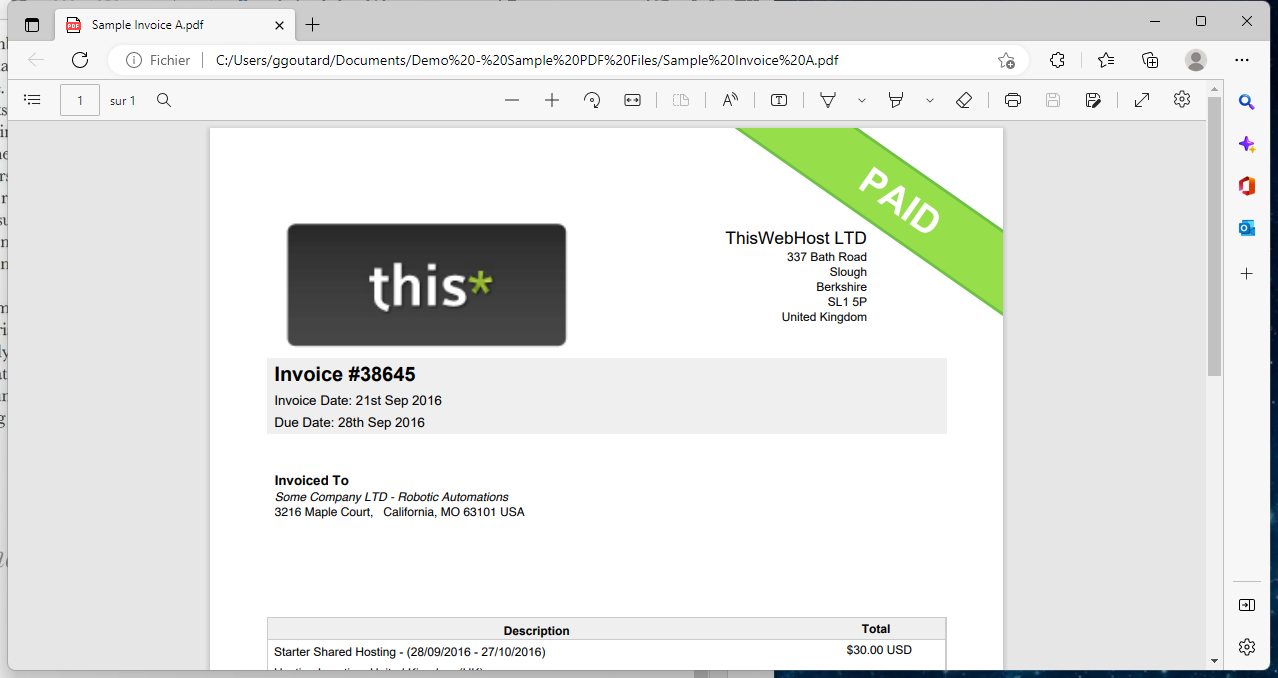 Sample Invoice A.pdf
Fichier
C:/Users/ggoutard/Documents/Demo%20-%20Sample%20PDF%20Files/Sample%20Invoice%20A.pdf
1 sur 1
PAID
this*
ThisWebHost LTD
337 Bath Road
Slough
Berkshire
SL1 5P
United Kingdom
Invoice #38645
Invoice Date: 21st Sep 2016
Due Date: 28th Sep 2016
Invoiced To
Some Company LTD - Robotic Automations
3216 Maple Court, California, MO 63101 USA
Description Total
Starter Shared Hosting - (28/09/2016 - 27/10/2016) $30.00 USD